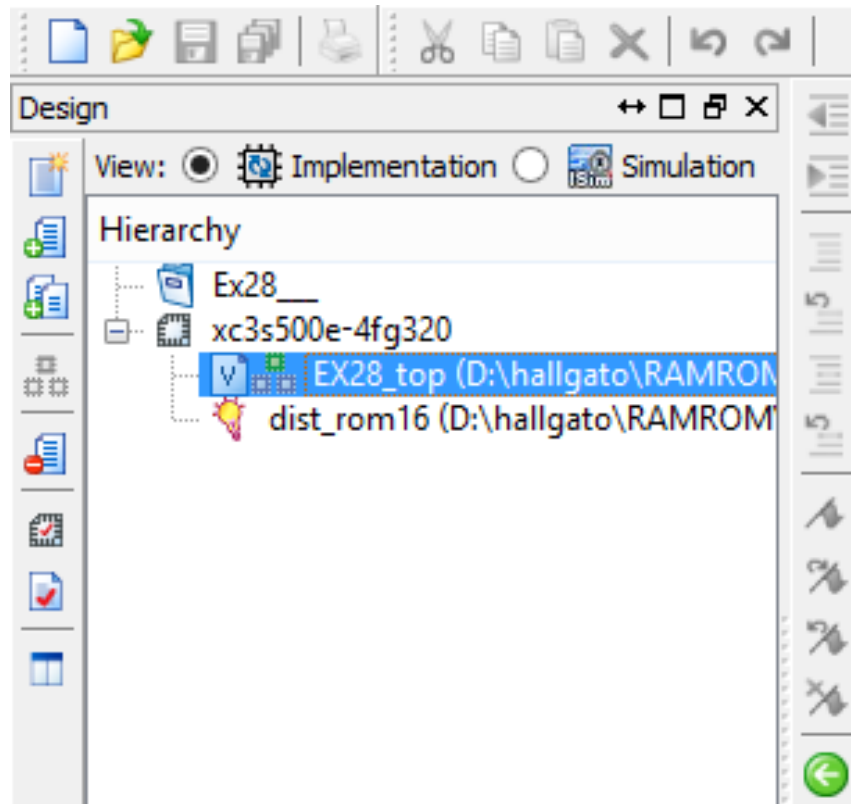 Design
View: Implementation Simulation
Hierarchy
Ex28__
xc3s500e-4fg320
V EX28_top (D:\hallgato\RAMROM
dist_rom16 (D:\hallgato\RAMROM